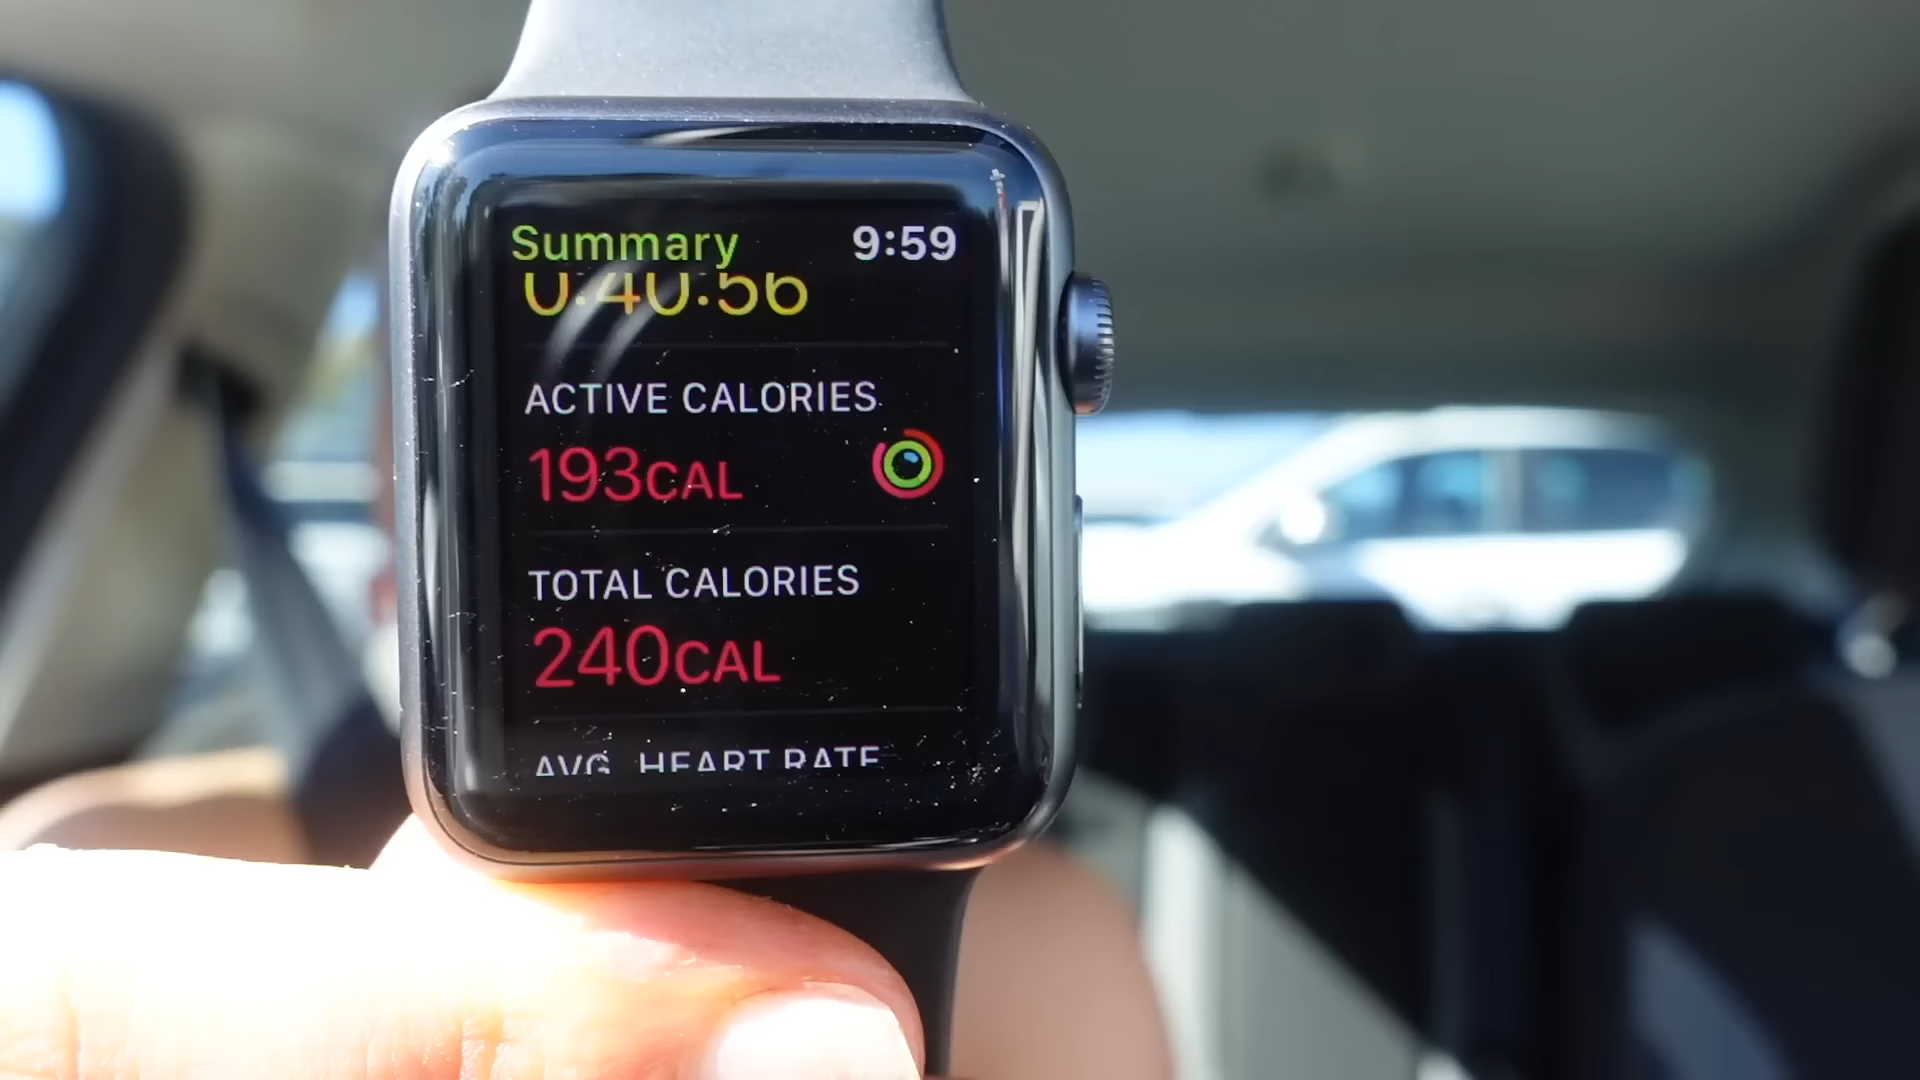 Summary 9:59
0:40:56
ACTIVE CALORIES
193CAL
TOTAL CALORIES
240CAL
AVG. HEART RATE